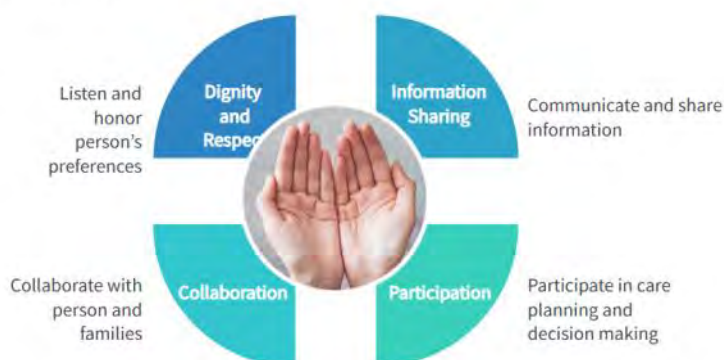 Listen and
honor
person's
preferences
Dignity
and
Respec
Information
Sharing
Communicate and share
information
Collaborate with
person and
families
Collaboration
Participation
Participate in care
planning and
decision making